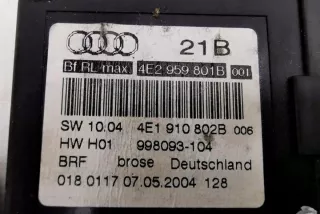 21B
Bf RL max. 4E2 959 801B 001
SW 10.04 4E1 910 802B 006
HW H01 998093-104
BRF brose Deutschland
018 0117 07.05.2004 128